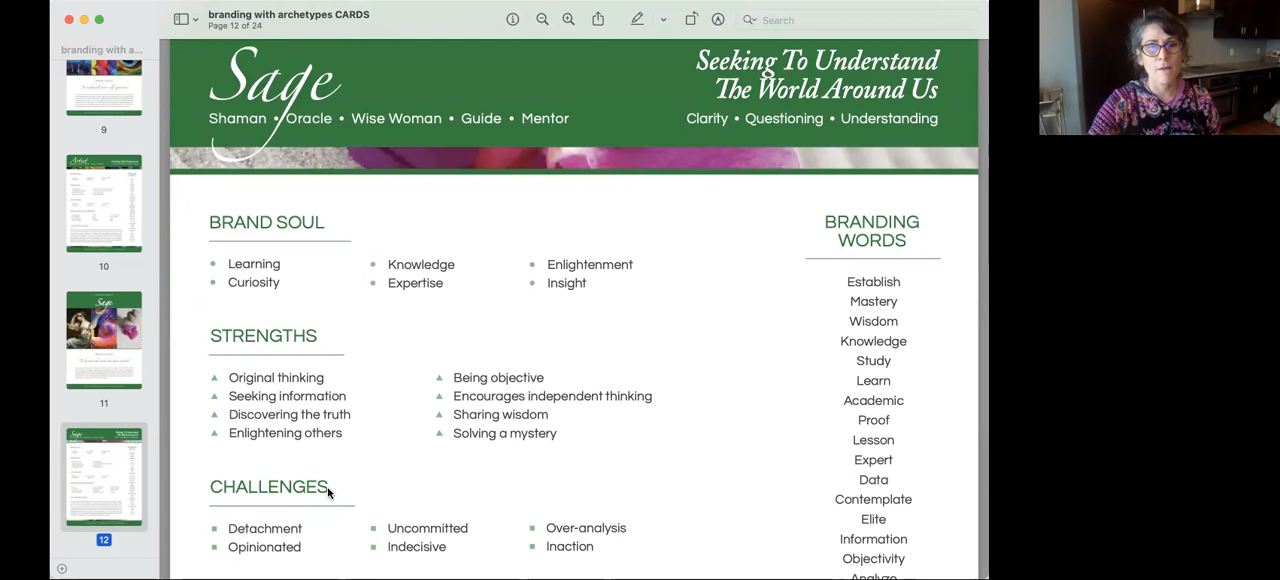 branding with archetypes CARDS
Page 12 of 24
Search
branding with a...
9
10
11
12
Sage
Shaman • Oracle • Wise Woman • Guide • Mentor
Seeking To Understand
The World Around Us
Clarity • Questioning • Understanding
BRAND SOUL
Learning
Curiosity
Knowledge
Expertise
Enlightenment
Insight
STRENGTHS
Original thinking
Seeking information
Discovering the truth
Enlightening others
Being objective
Encourages independent thinking
Sharing wisdom
Solving a mystery
CHALLENGES
Detachment
Opinionated
Uncommitted
Indecisive
Over-analysis
Inaction
BRANDING
WORDS
Establish
Mastery
Wisdom
Knowledge
Study
Learn
Academic
Proof
Lesson
Expert
Data
Contemplate
Elite
Information
Objectivity
Analyze